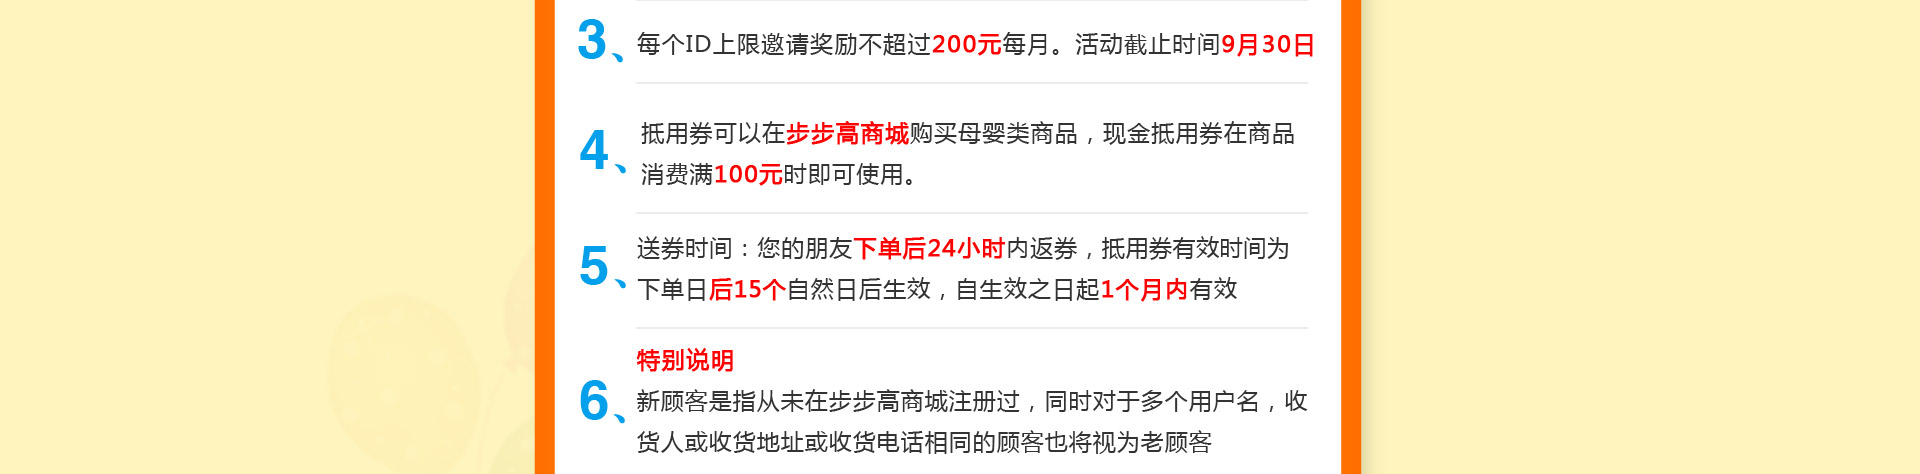 3、每个ID上限邀请奖励不超过200元每月。活动截止时间9月30日
4、抵用券可以在步步高商城购买母婴类商品，现金抵用券在商品
消费满100元时即可使用。
5、送券时间：您的朋友下单后24小时内返券，抵用券有效时间为
下单日后15个自然日后生效，自生效之日起1个月内有效
特别说明
6、新顾客是指从未在步步高商城注册过，同时对于多个用户名，收
货人或收货地址或收货电话相同的顾客也将视为老顾客